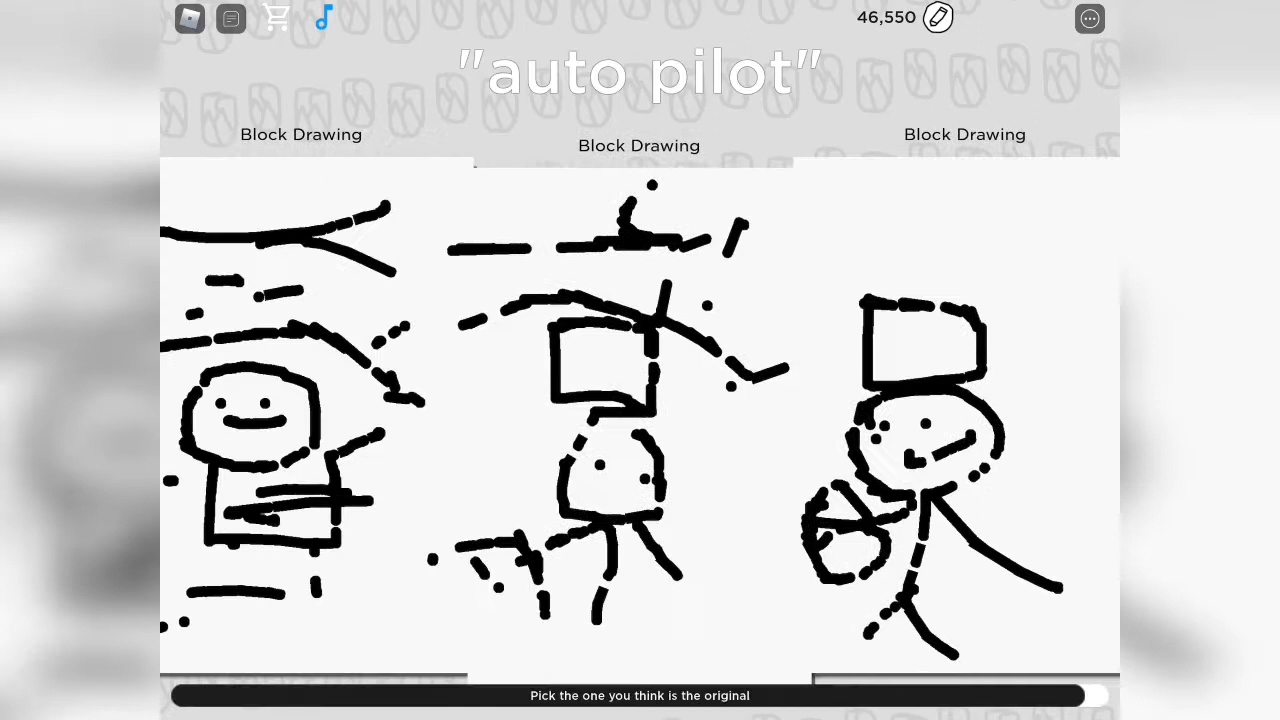 46,550
"auto pilot"
Block Drawing
Block Drawing
Block Drawing
Pick the one you think is the original